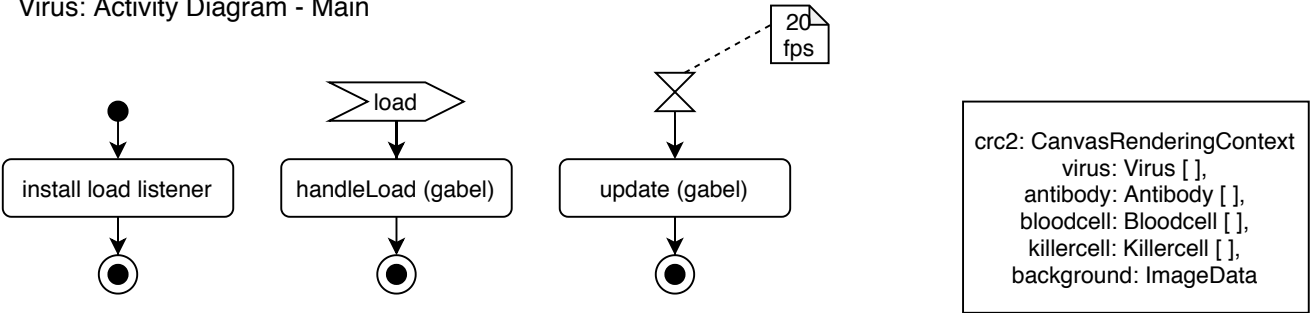 Virus: Activity Diagram - Main
20
fps
load
install load listener
handleLoad (gabel)
update (gabel)
crc2: CanvasRenderingContext
virus: Virus [ ],
antibody: Antibody [ ],
bloodcell: Bloodcell [ ],
killercell: Killercell [ ],
background: ImageData